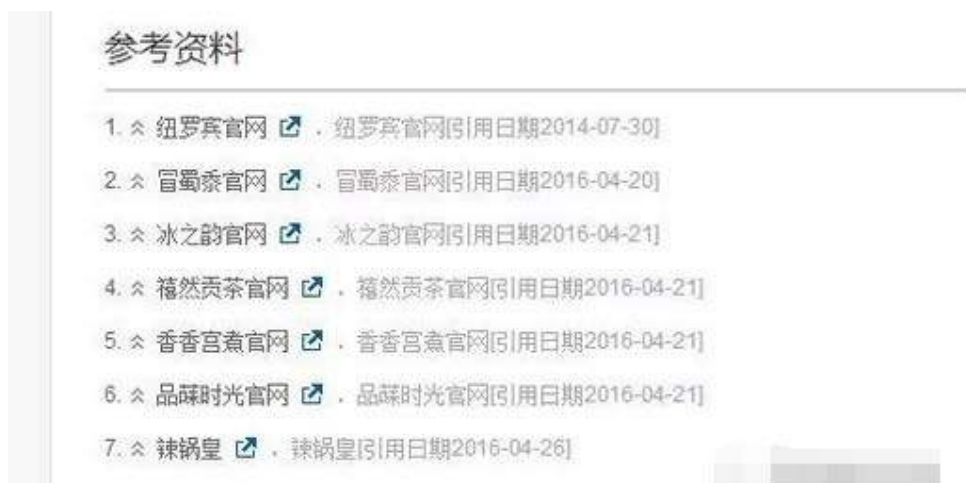 参考资料
1. 纽罗宾官网 . 纽罗宾官网[引用日期2014-07-30]
2. 冒蜀黍官网 . 冒蜀黍官网[引用日期2016-04-20]
3. 冰之韵官网 . 冰之韵官网[引用日期2016-04-21]
4. 禧然贡茶官网 . 禧然贡茶官网[引用日期2016-04-21]
5. 香香宫煮官网 . 香香宫煮官网[引用日期2016-04-21]
6. 品菋时光官网 . 品菋时光官网[引用日期2016-04-21]
7. 辣锅皇 . 辣锅皇[引用日期2016-04-26]